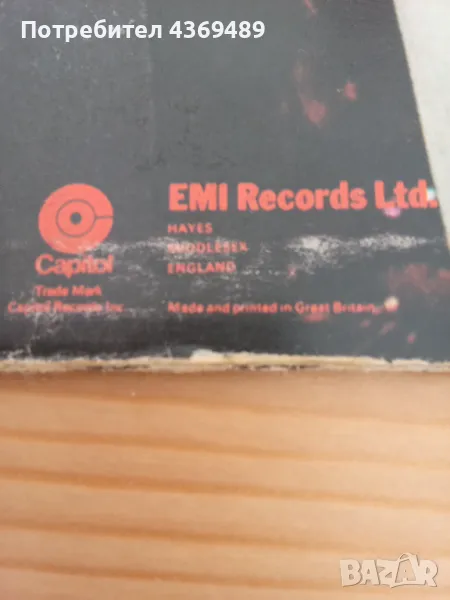 Потребител 4369489
EMI Records Ltd.
HAYES
MIDDLESEX
ENGLAND
Capitol
Trade Mark
Capitol Records Inc
Made and printed in Great Britain.
BAZAR